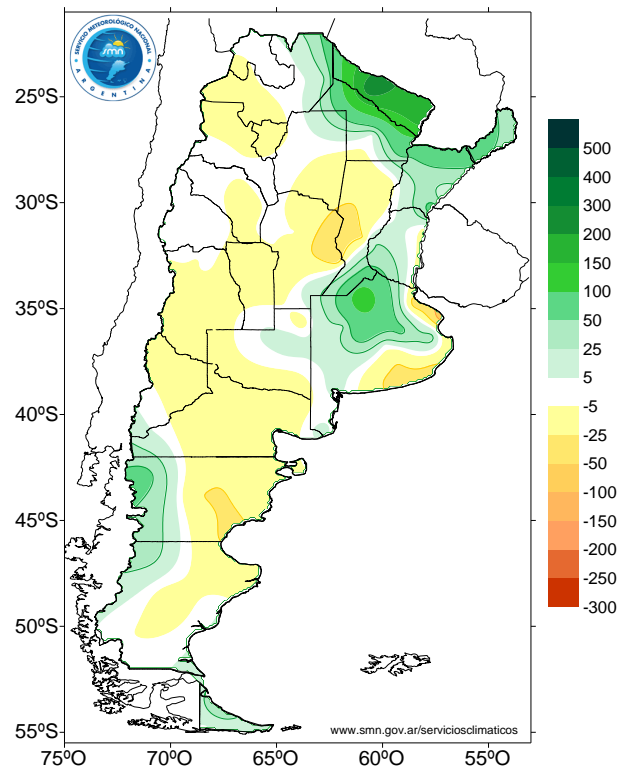 SERVICIO METEOROLÓGICO NACIONAL
smn
ARGENTINA
25ºS
30ºS
35ºS
40ºS
45ºS
50ºS
55ºS
75ºO 70ºO 65ºO 60ºO 55ºO
500
400
300
200
150
100
50
25
5
-5
-25
-50
-100
-150
-200
-250
-300
www.smn.gov.ar/serviciosclimaticos